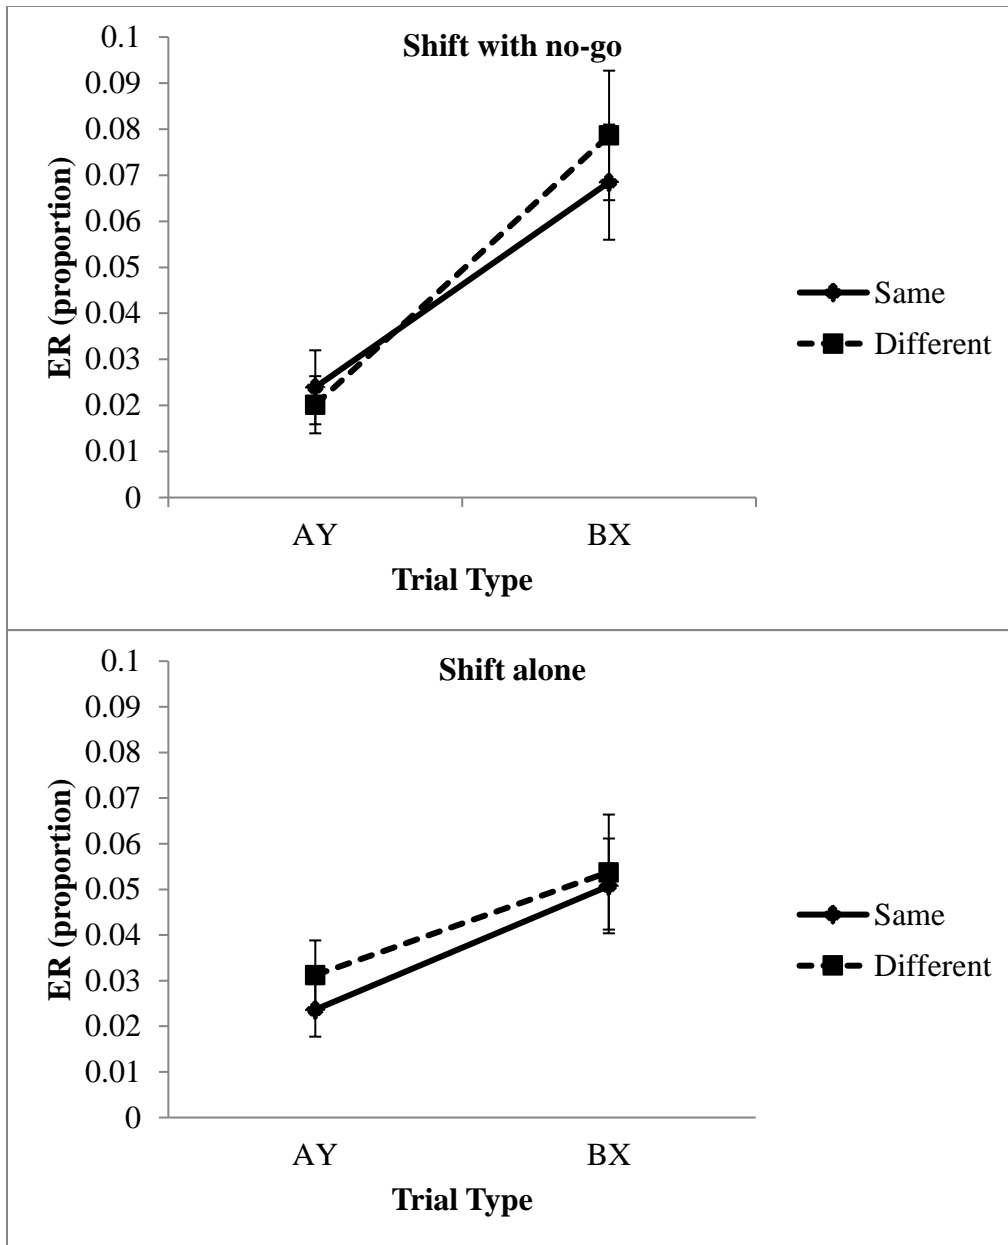 Shift with no-go
0.1
0.09
0.08
0.07
0.06
0.05
0.04
0.03
0.02
0.01
0
ER (proportion)
AY
BX
Trial Type
Same
Different
Shift alone
0.1
0.09
0.08
0.07
0.06
0.05
0.04
0.03
0.02
0.01
0
ER (proportion)
AY
BX
Trial Type
Same
Different